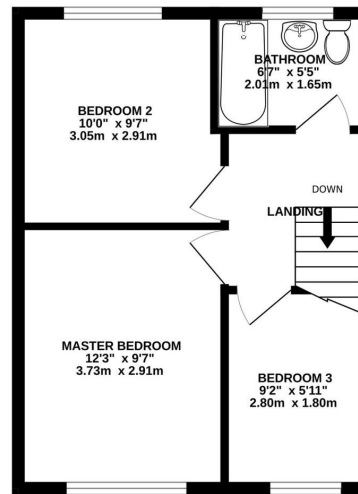 BEDROOM 2
10'0" x 9'7"
3.05m x 2.91m
BATHROOM
6'7" x 5'5"
2.01m x 1.65m
DOWN
LANDING
MASTER BEDROOM
12'3" x 9'7"
3.73m x 2.91m
BEDROOM 3
9'2" x 5'11"
2.80m x 1.80m